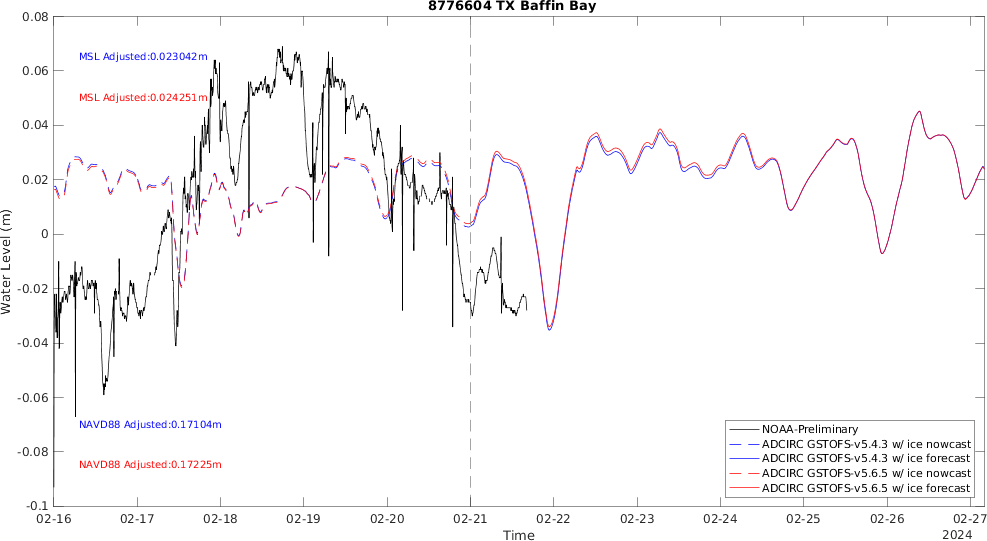 8776604 TX Baffin Bay
0.08
0.06
0.04
0.02
0
-0.02
-0.04
-0.06
-0.08
-0.1
Water Level (m)
MSL Adjusted:0.023042m
MSL Adjusted:0.024251m
NAVD88 Adjusted:0.17104m
NAVD88 Adjusted:0.17225m
NOAA-Preliminary
ADCIRC GSTOFS-v5.4.3 w/ ice nowcast
ADCIRC GSTOFS-v5.4.3 w/ ice forecast
ADCIRC GSTOFS-v5.6.5 w/ ice nowcast
ADCIRC GSTOFS-v5.6.5 w/ ice forecast
02-16 02-17 02-18 02-19 02-20 02-21 02-22 02-23 02-24 02-25 02-26 02-27
Time
2024